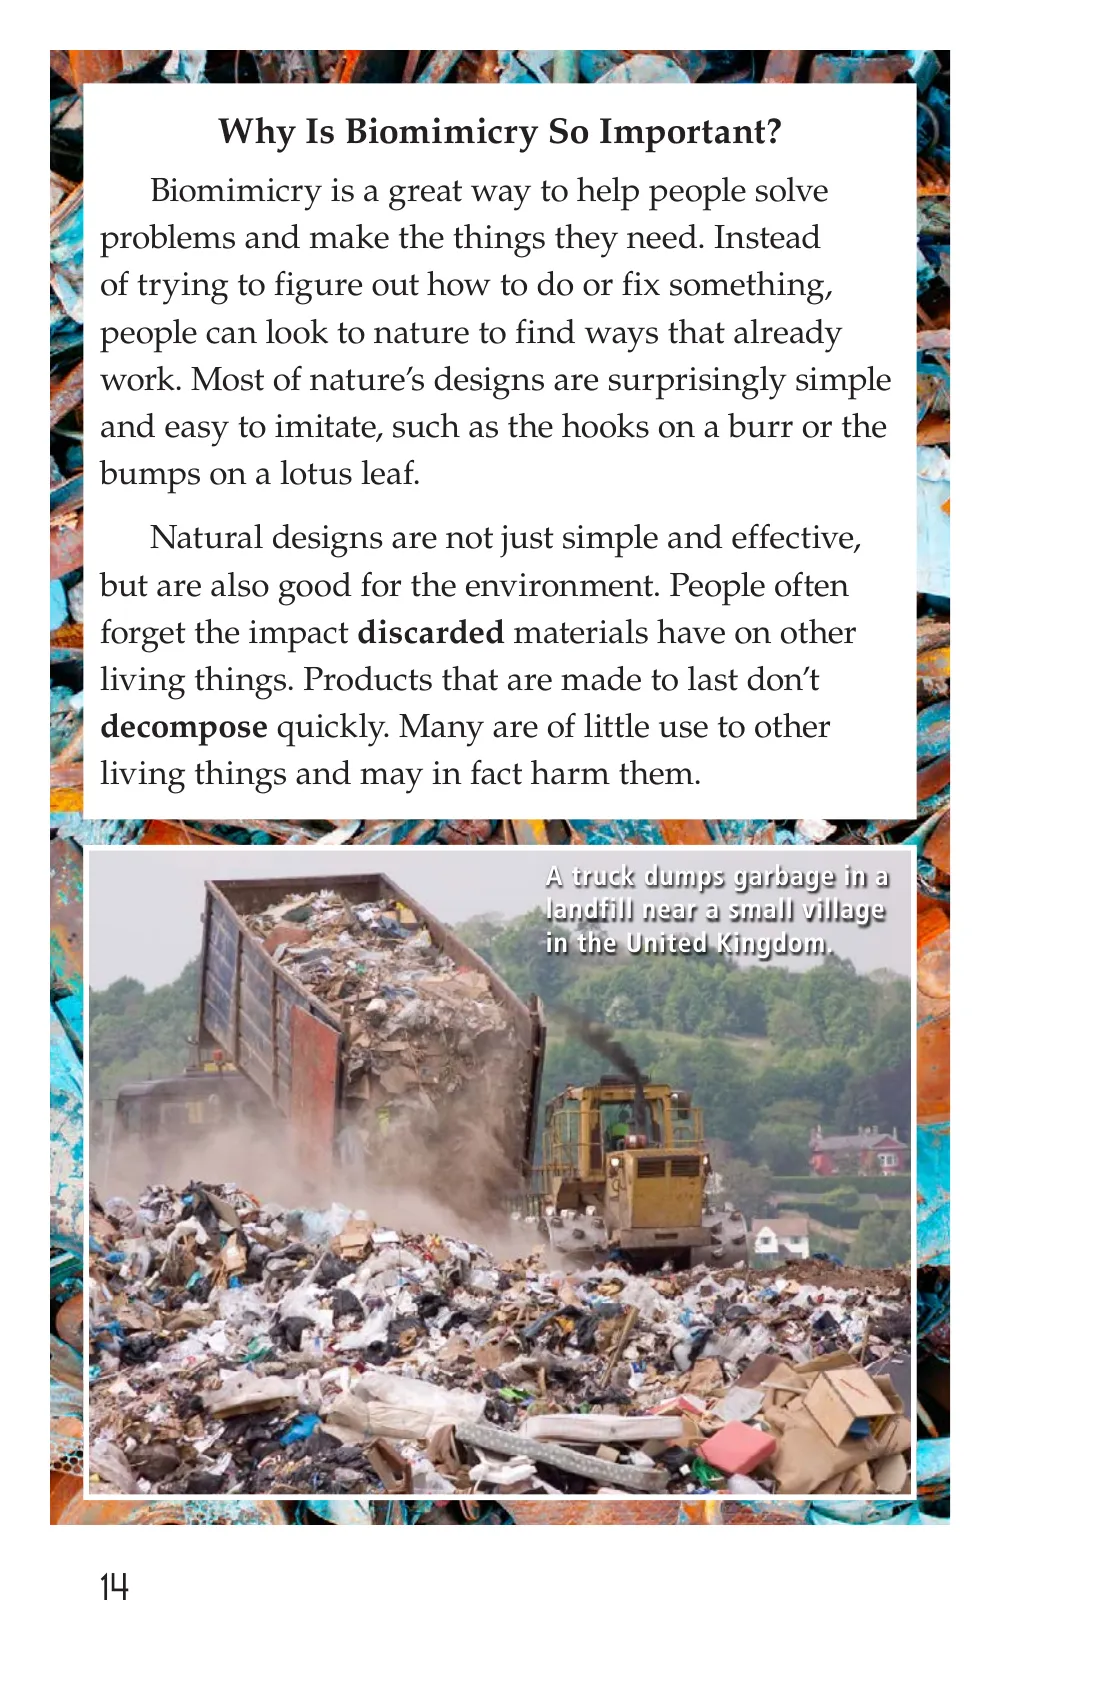 Why Is Biomimicry So Important?
Biomimicry is a great way to help people solve
problems and make the things they need. Instead
of trying to figure out how to do or fix something,
people can look to nature to find ways that already
work. Most of nature’s designs are surprisingly simple
and easy to imitate, such as the hooks on a burr or the
bumps on a lotus leaf.
Natural designs are not just simple and effective,
but are also good for the environment. People often
forget the impact discarded materials have on other
living things. Products that are made to last don’t
decompose quickly. Many are of little use to other
living things and may in fact harm them.
A truck dumps garbage in a
landfill near a small village
in the United Kingdom.
14